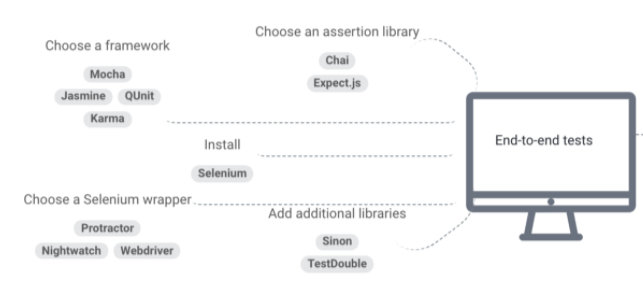 Choose an assertion library
Chai
Expect.js
Choose a framework
Mocha
Jasmine QUnit
Karma
End-to-end tests
Install
Selenium
Choose a Selenium wrapper
Protractor
Nightwatch Webdriver
Add additional libraries
Sinon
TestDouble